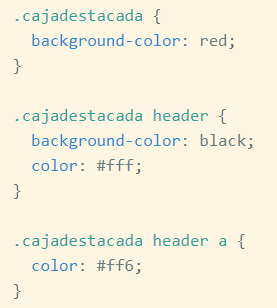 .cajadestacada {
  background-color: red;
}

.cajadestacada header {
  background-color: black;
  color: #fff;
}

.cajadestacada header a {
  color: #ff6;
}